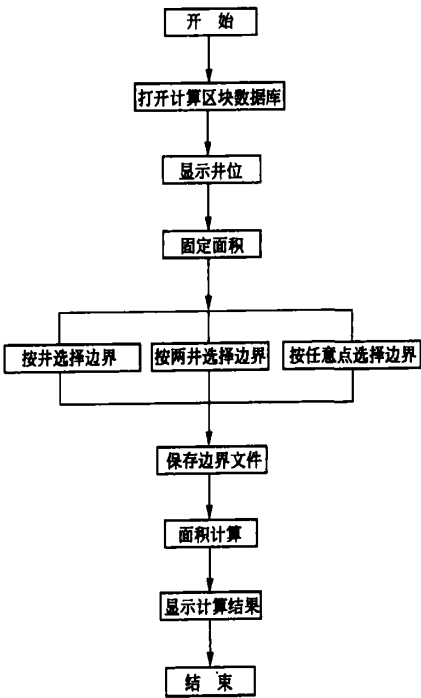 开 始
打开计算区块数据库
显示井位
固定面积
按井选择边界
按两井选择边界
按任意点选择边界
保存边界文件
面积计算
显示计算结果
结 束